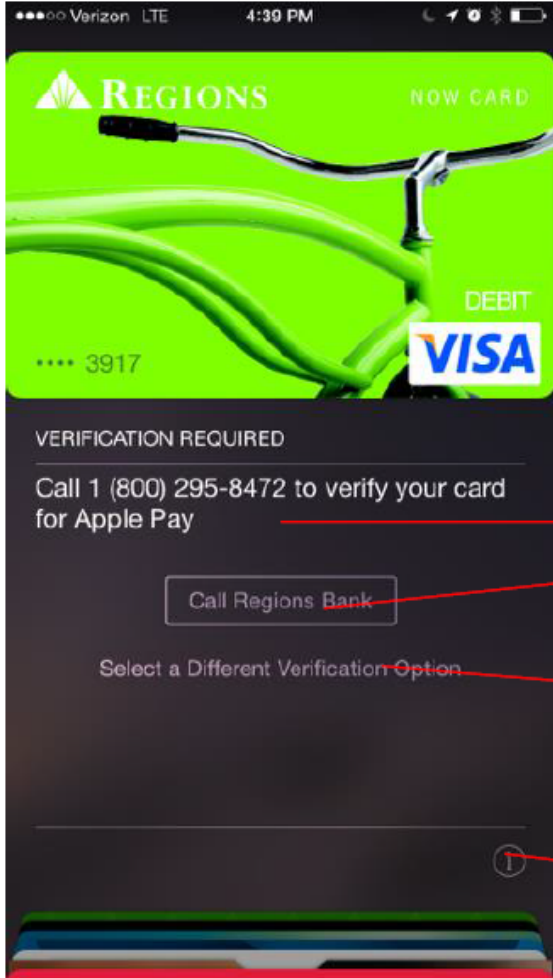 Verizon LTE 4:39 PM
REGIONS
NOW CARD
DEBIT
VISA
•••• 3917
VERIFICATION REQUIRED
Call 1 (800) 295-8472 to verify your card
for Apple Pay
Call Regions Bank
Select a Different Verification Option
i